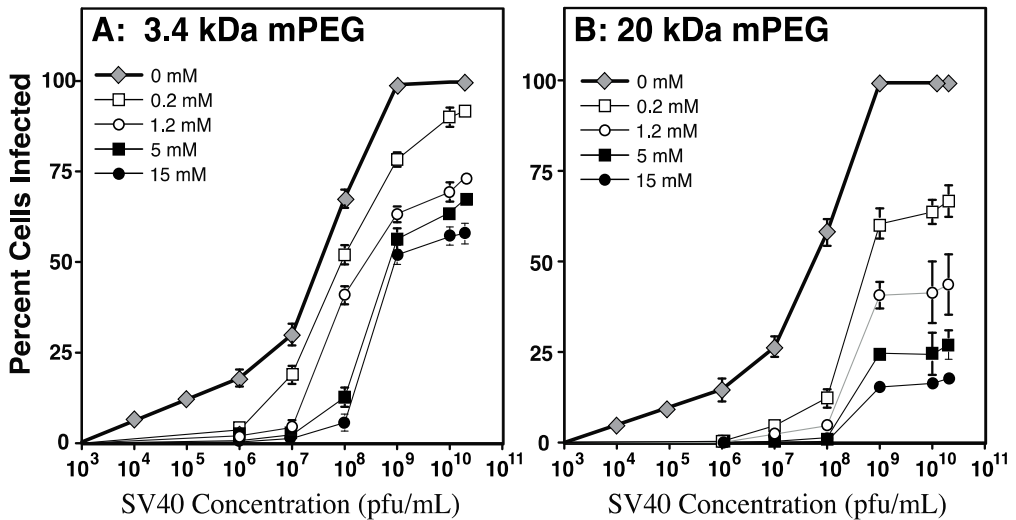 A: 3.4 kDa mPEG
B: 20 kDa mPEG
Percent Cells Infected
100
75
50
25
0
0 mM
0.2 mM
1.2 mM
5 mM
15 mM
10³ 10⁴ 10⁵ 10⁶ 10⁷ 10⁸ 10⁹ 10¹⁰ 10¹¹
SV40 Concentration (pfu/mL)
100
75
50
25
0
0 mM
0.2 mM
1.2 mM
5 mM
15 mM
10³ 10⁴ 10⁵ 10⁶ 10⁷ 10⁸ 10⁹ 10¹⁰ 10¹¹
SV40 Concentration (pfu/mL)